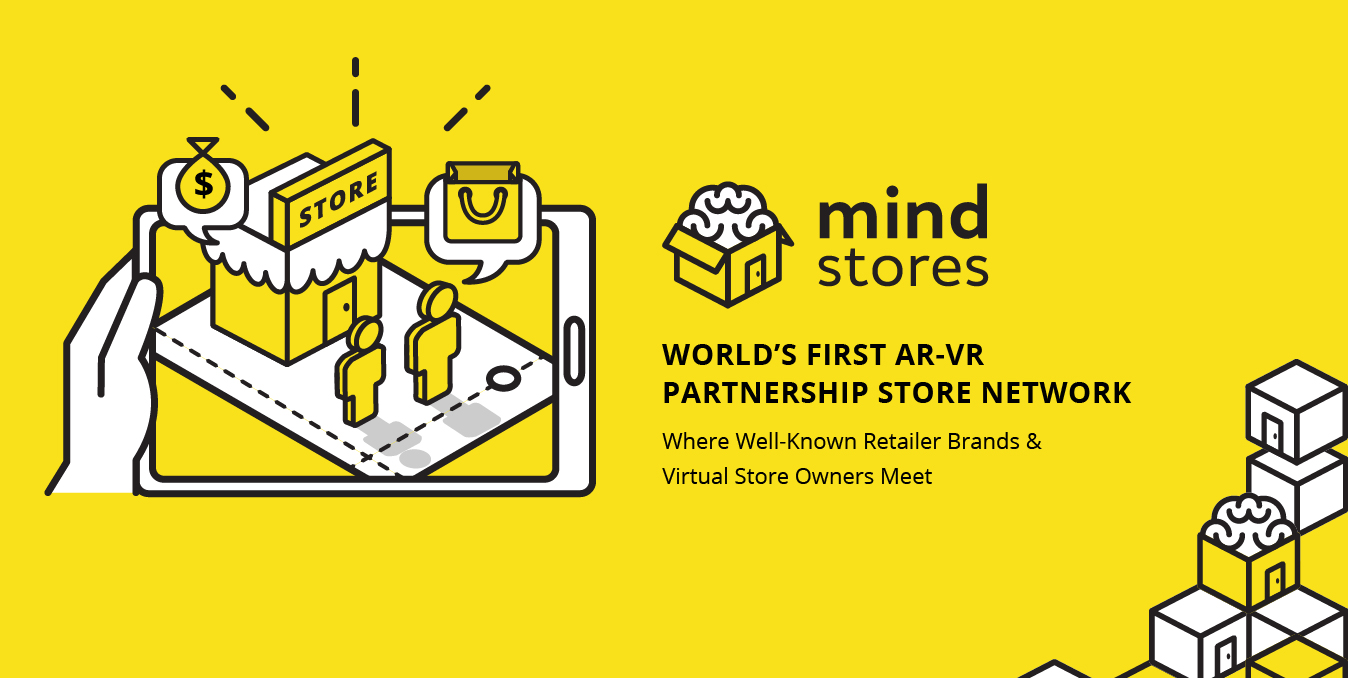 $
STORE
mind
stores
WORLD’S FIRST AR-VR
PARTNERSHIP STORE NETWORK
Where Well-Known Retailer Brands &
Virtual Store Owners Meet